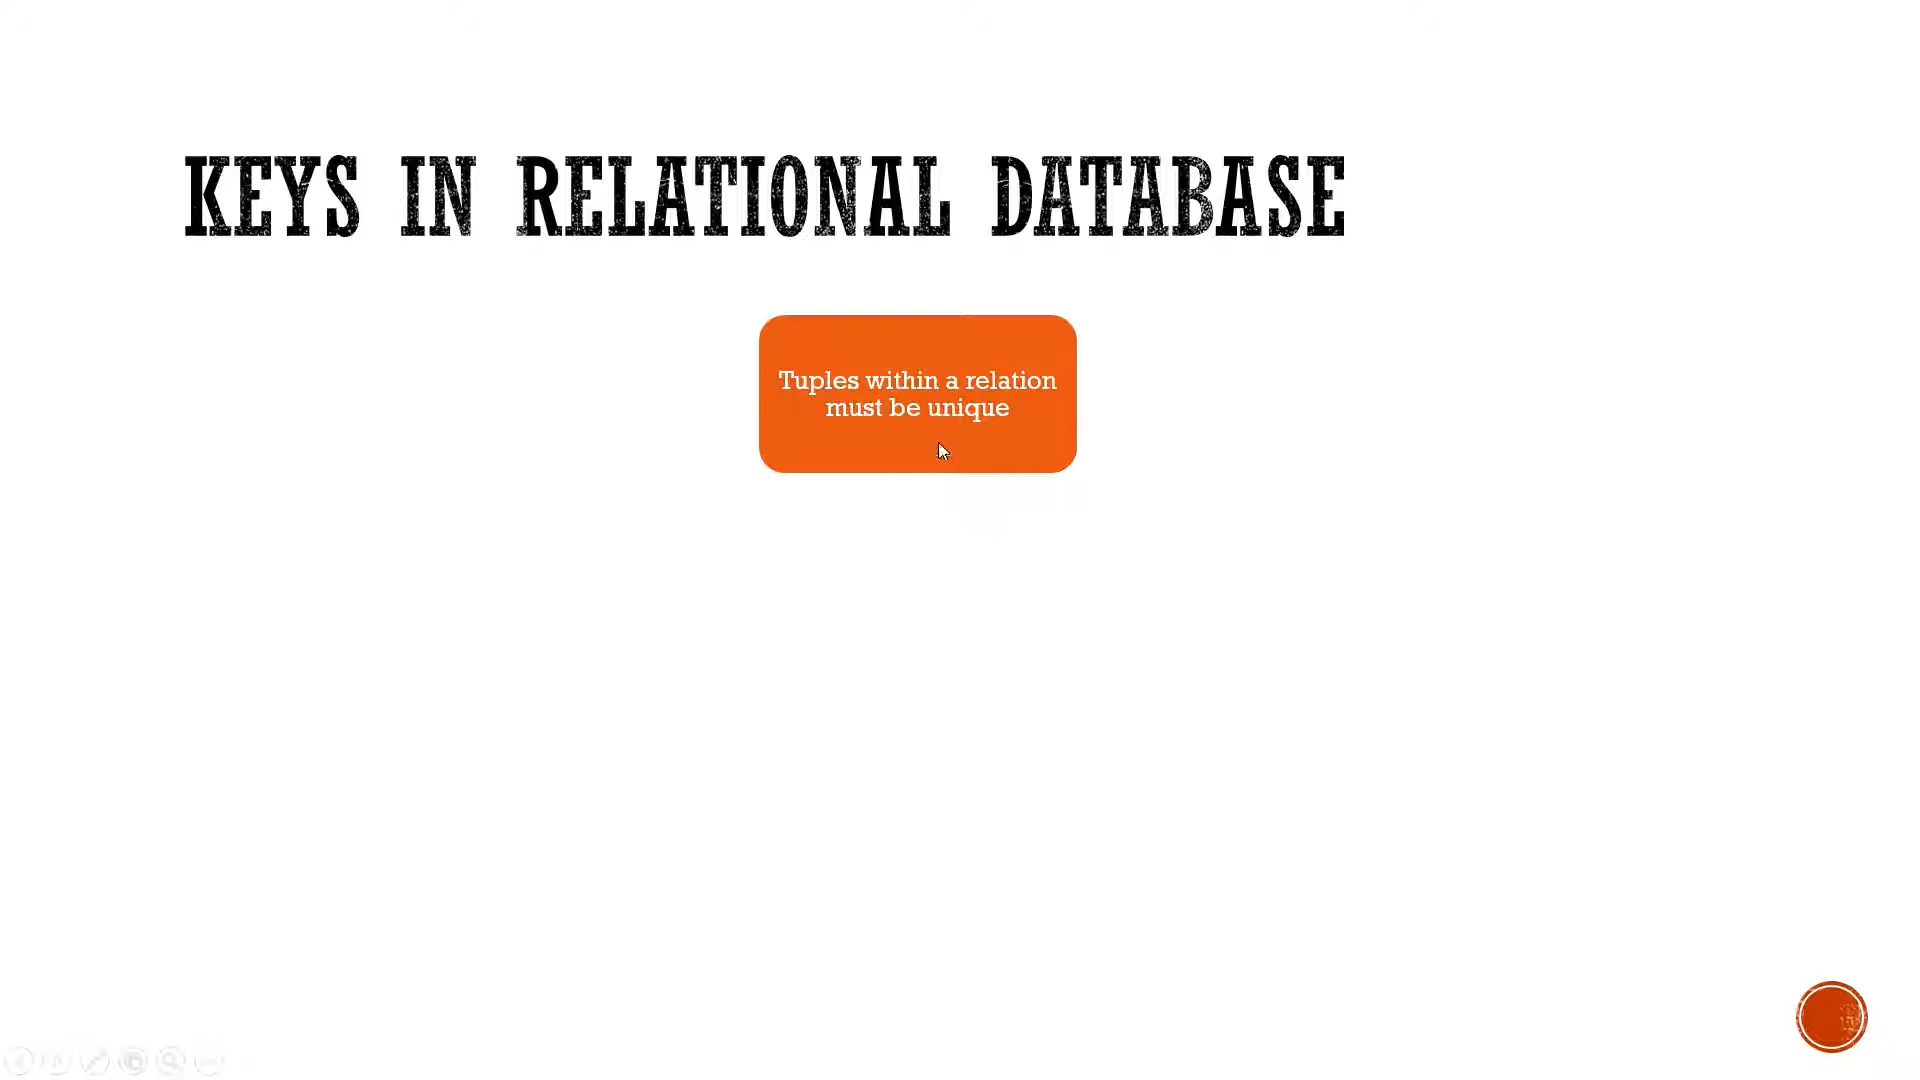 KEYS IN RELATIONAL DATABASE
Tuples within a relation
must be unique